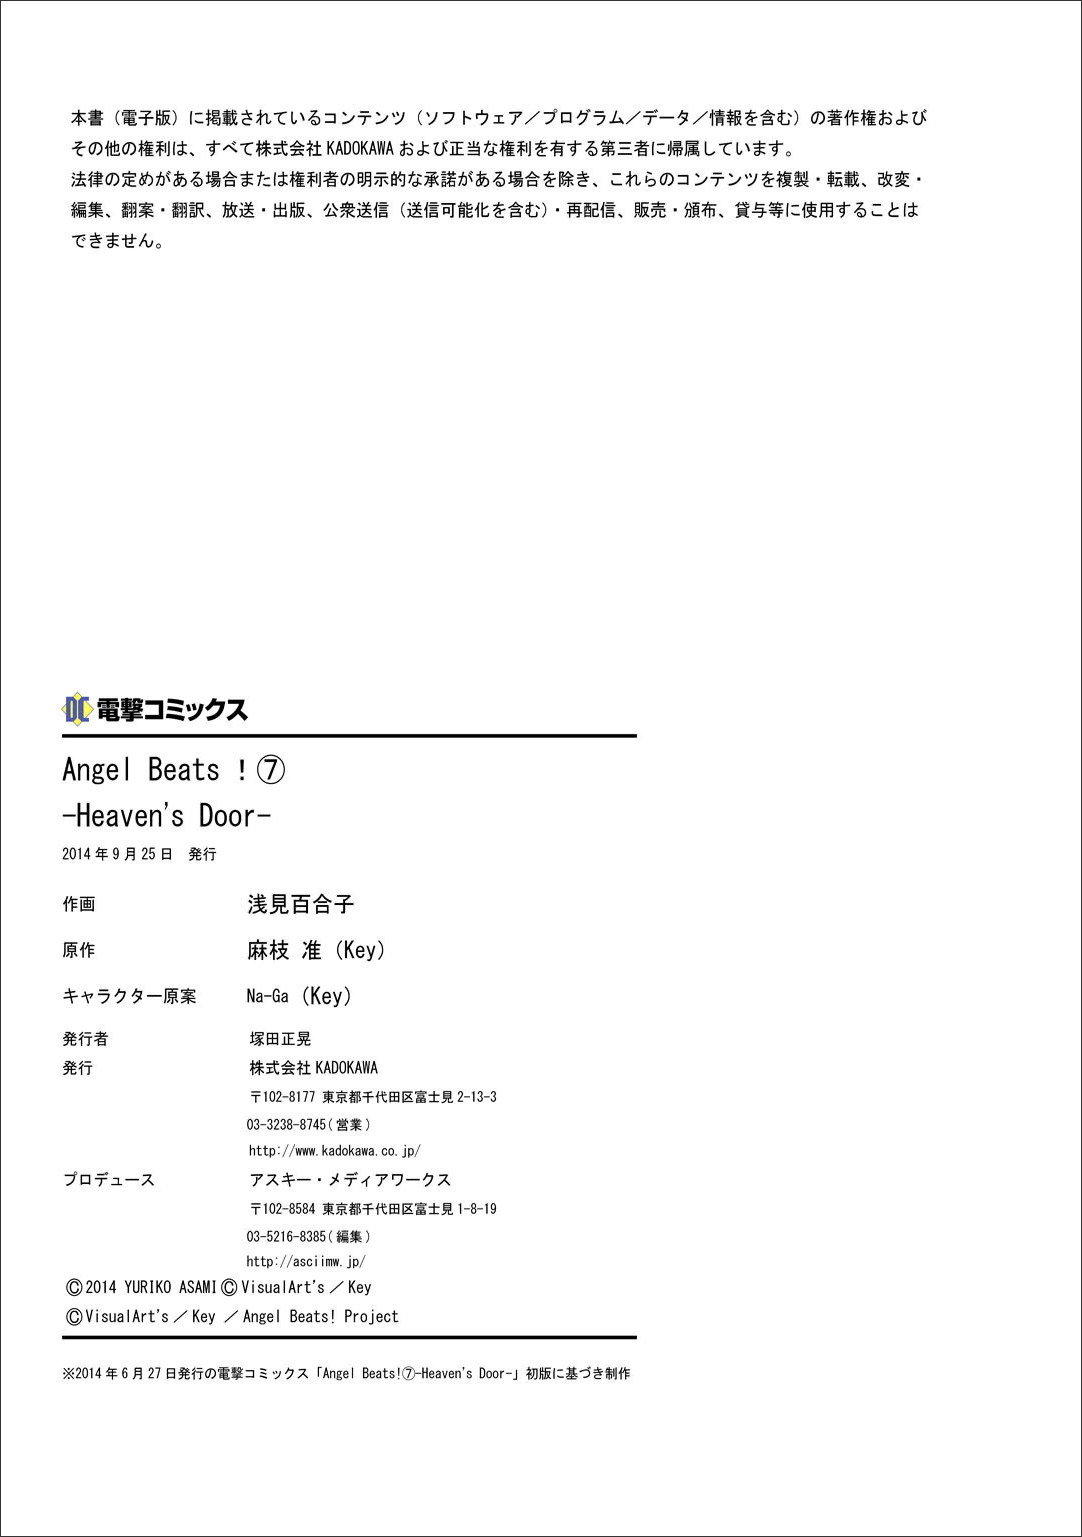 本書（電子版）に掲載されているコンテンツ（ソフトウェア／プログラム／データ／情報を含む）の著作権および
その他の権利は、すべて株式会社 KADOKAWA および正当な権利を有する第三者に帰属しています。
法律の定めがある場合または権利者の明示的な承諾がある場合を除き、これらのコンテンツを複製・転載、改変・
編集、翻案・翻訳、放送・出版、公衆送信（送信可能化を含む）・再配信、販売・頒布、貸与等に使用することは
できません。
DC 電撃コミックス
Angel Beats ！⑦
-Heaven's Door-
2014 年 9 月 25 日　発行
作画 浅見百合子
原作 麻枝 准（Key）
キャラクター原案 Na-Ga（Key）
発行者 塚田正晃
発行 株式会社 KADOKAWA
〒102-8177 東京都千代田区富士見 2-13-3
03-3238-8745（営業）
http://www.kadokawa.co.jp/
プロデュース アスキー・メディアワークス
〒102-8584 東京都千代田区富士見 1-8-19
03-5216-8385（編集）
http://asciimw.jp/
©2014 YURIKO ASAMI ©VisualArt's ／ Key
©VisualArt's ／ Key ／ Angel Beats! Project
※2014 年 6 月 27 日発行の電撃コミックス「Angel Beats!⑦-Heaven's Door-」初版に基づき制作